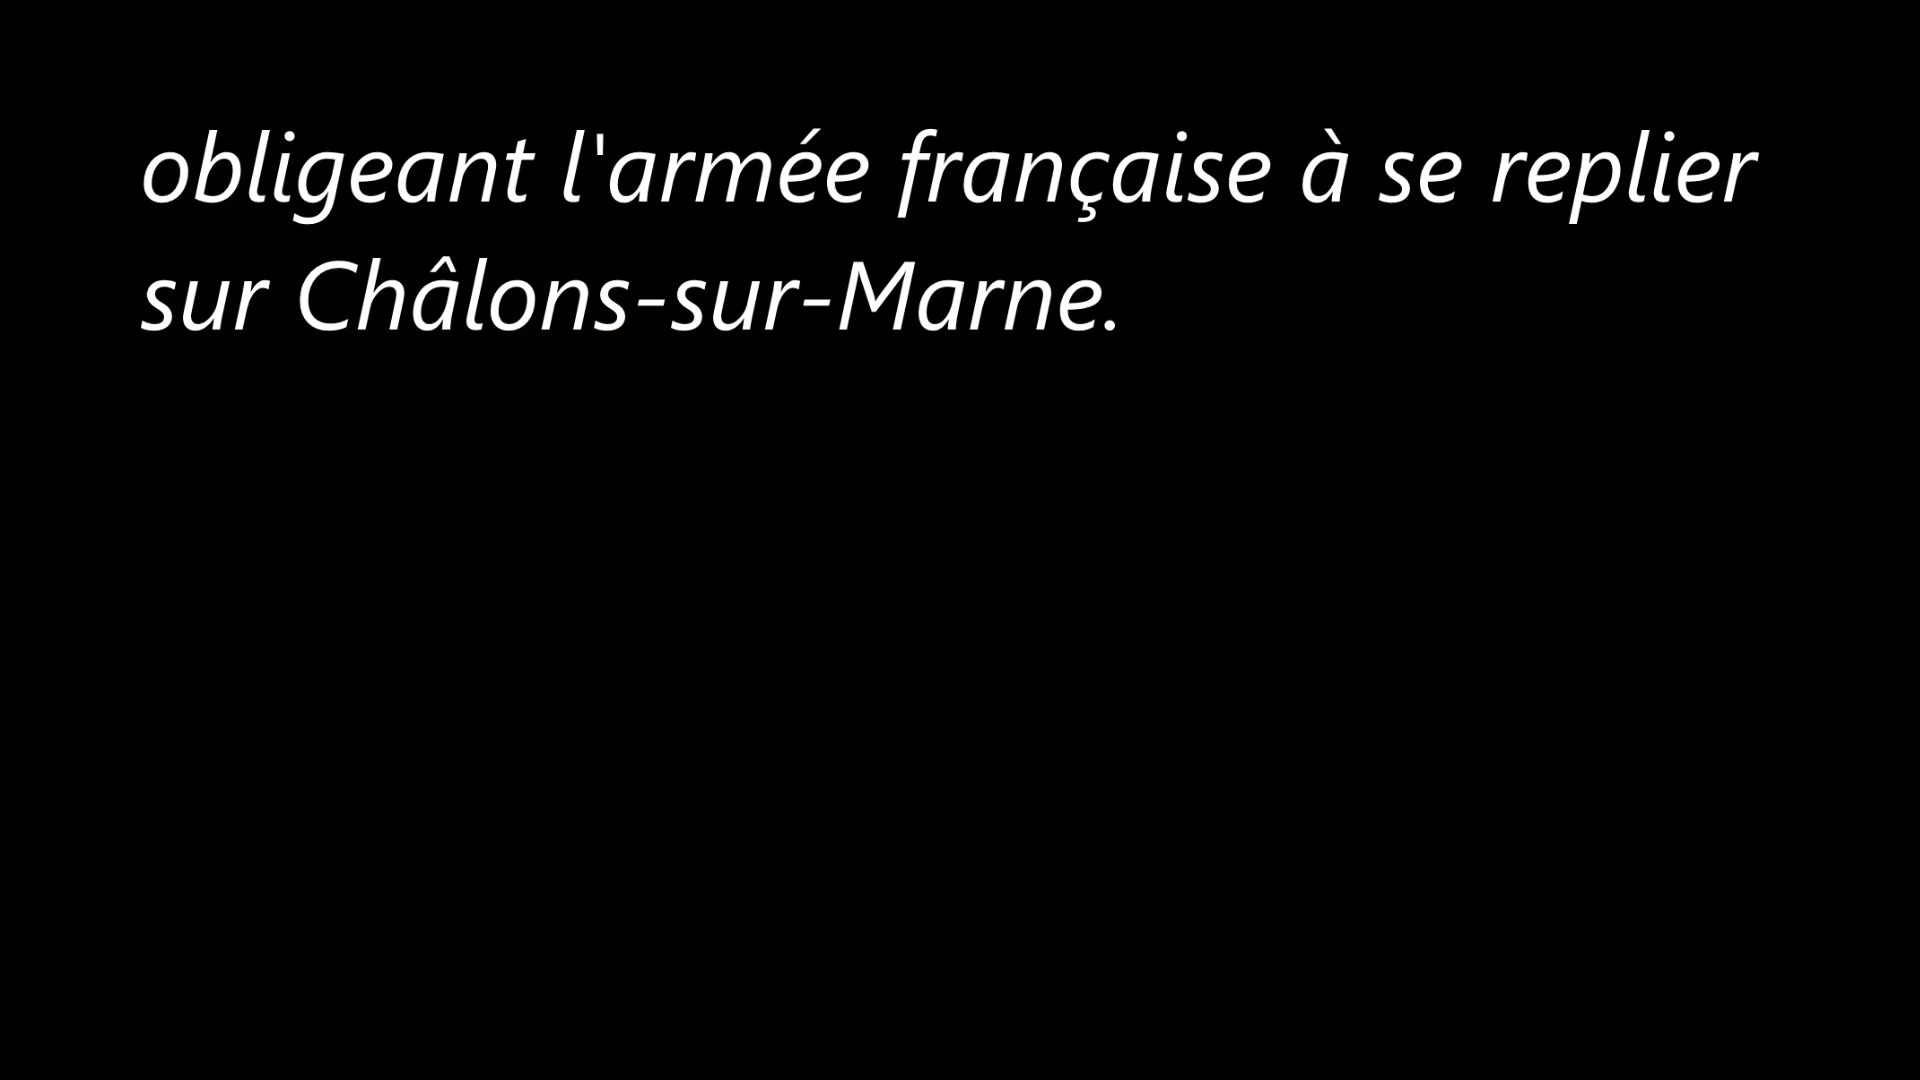 obligeant l'armée française à se replier
sur Châlons-sur-Marne.